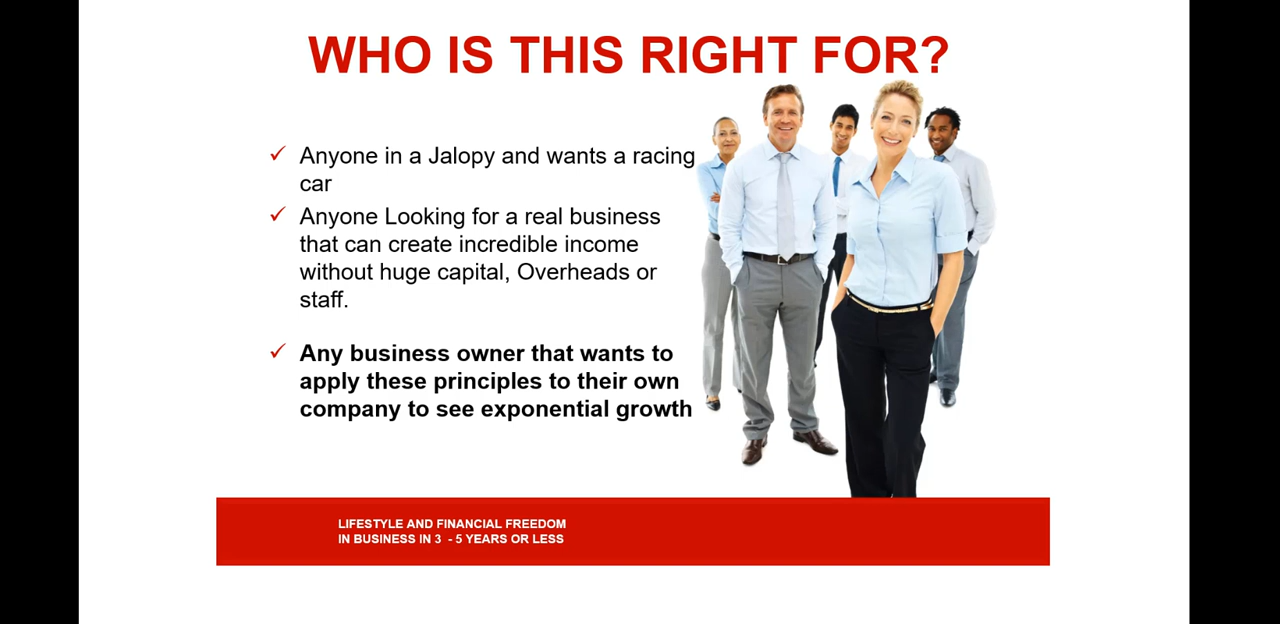 WHO IS THIS RIGHT FOR?
Anyone in a Jalopy and wants a racing
car
Anyone Looking for a real business
that can create incredible income
without huge capital, Overheads or
staff.
Any business owner that wants to
apply these principles to their own
company to see exponential growth
LIFESTYLE AND FINANCIAL FREEDOM
IN BUSINESS IN 3 - 5 YEARS OR LESS